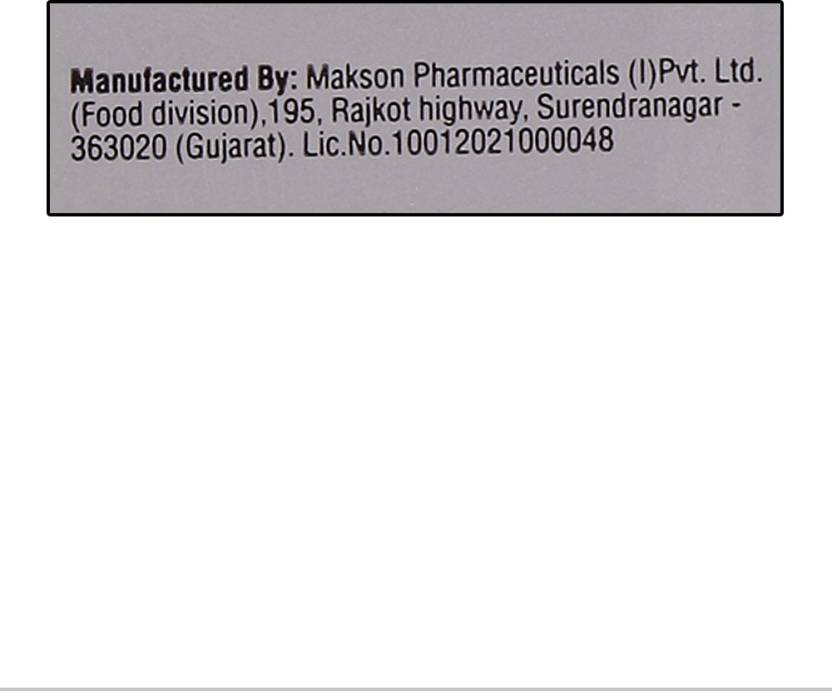 Manufactured By: Makson Pharmaceuticals (I)Pvt. Ltd.
(Food division),195, Rajkot highway, Surendranagar -
363020 (Gujarat). Lic.No.10012021000048